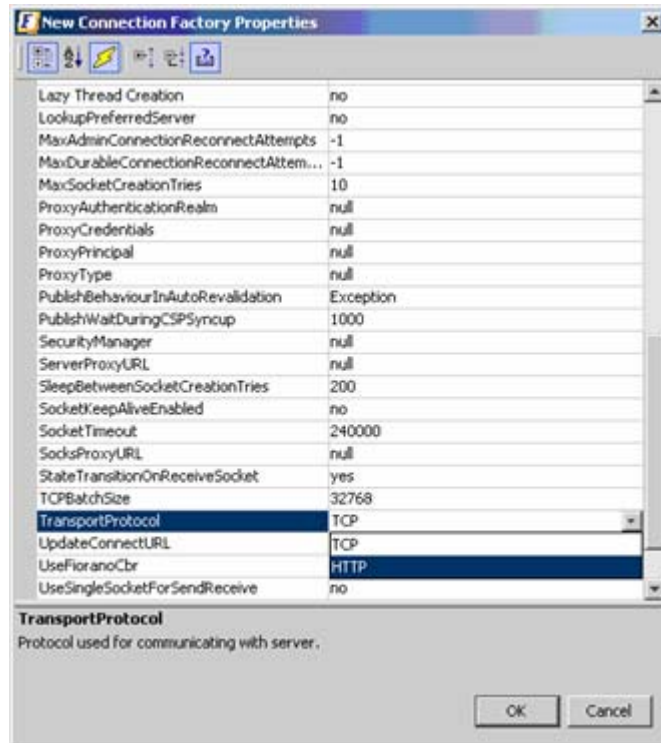 New Connection Factory Properties
Lazy Thread Creation no
LookupPreferredServer no
MaxAdminConnectionReconnectAttempts -1
MaxDurableConnectionReconnectAttem... -1
MaxSocketCreationTries 10
ProxyAuthenticationRealm null
ProxyCredentials null
ProxyPrincipal null
ProxyType null
PublishBehaviourInAutoRevalidation Exception
PublishWaitDuringCSPSyncup 1000
SecurityManager null
ServerProxyURL null
SleepBetweenSocketCreationTries 200
SocketKeepAliveEnabled no
SocketTimeout 240000
SocksProxyURL null
StateTransitionOnReceiveSocket yes
TCPBatchSize 32768
TransportProtocol TCP
UpdateConnectURL TCP
UseFioranoCbr HTTP
UseSingleSocketForSendReceive no
TransportProtocol
Protocol used for communicating with server.
OK Cancel